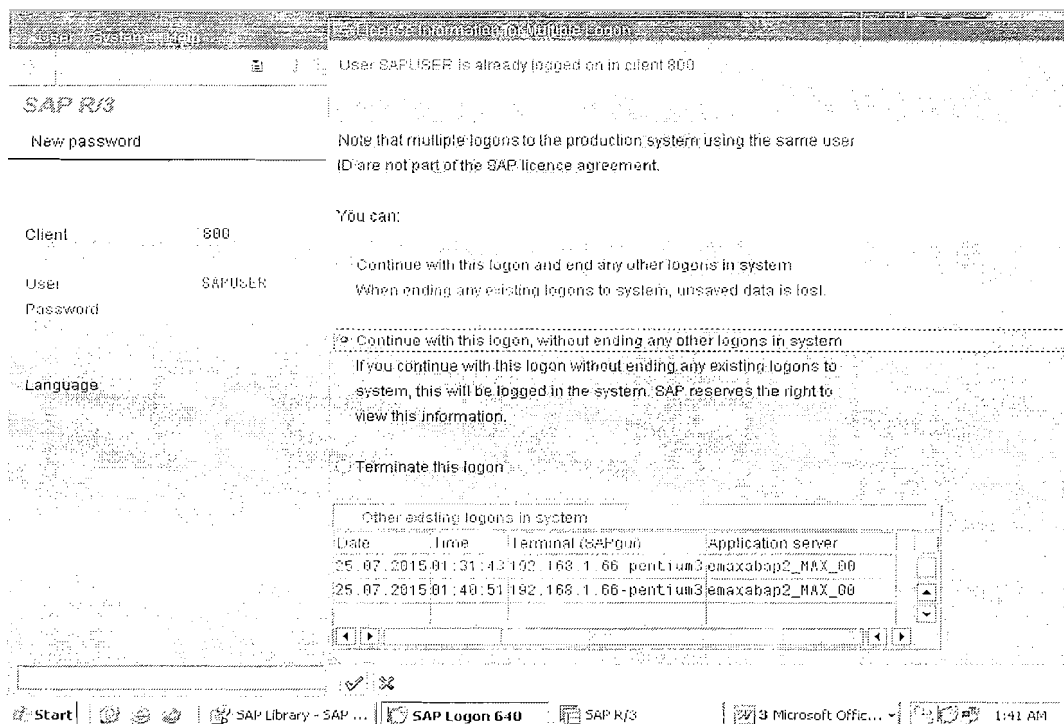 License Information for Multiple Logon
User SAPUSER is already logged on in client 800
SAP R/3
New password
Note that multiple logons to the production system using the same user
ID are not part of the SAP licence agreement.
You can:
Client 800
Continue with this logon and end any other logons in system
When ending any existing logons to system, unsaved data is lost.
User SAPUSER
Password
Continue with this logon, without ending any other logons in system
If you continue with this logon without ending any existing logons to
system, this will be logged in the system. SAP reserves the right to
view this information.
Language
Terminate this logon
Other existing logons in system
Date Time Terminal (SAPgui) Application server
25.07.2015 01:31:43 192.168.1.66-pentium3 emaxabap2_MAX_00
25.07.2015 01:40:51 192.168.1.66-pentium3 emaxabap2_MAX_00
Start SAP Library - SAP ... SAP Logon 640 SAP R/3 3 Microsoft Offic... 1:41 AM